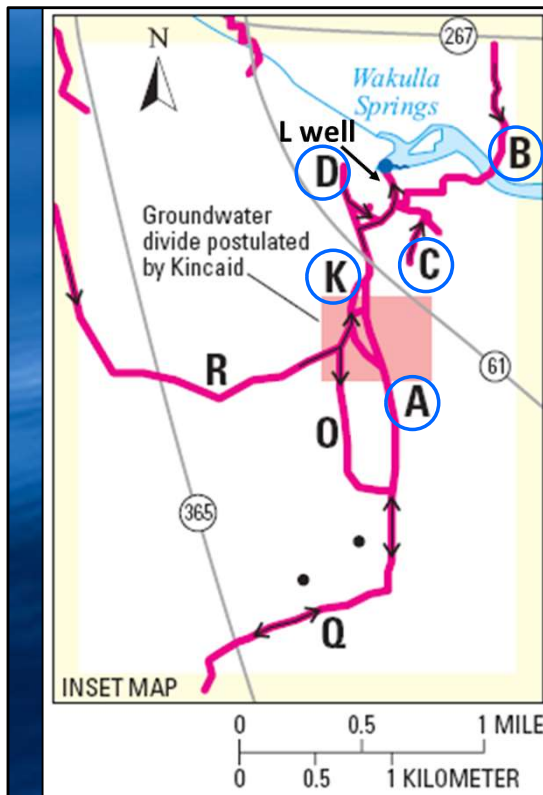 267
N
Wakulla
Springs
L well
B
D
Groundwater
divide postulated
by Kincaid
K
C
R
61
A
O
365
Q
INSET MAP
0 0.5 1 MILE
0 0.5 1 KILOMETER